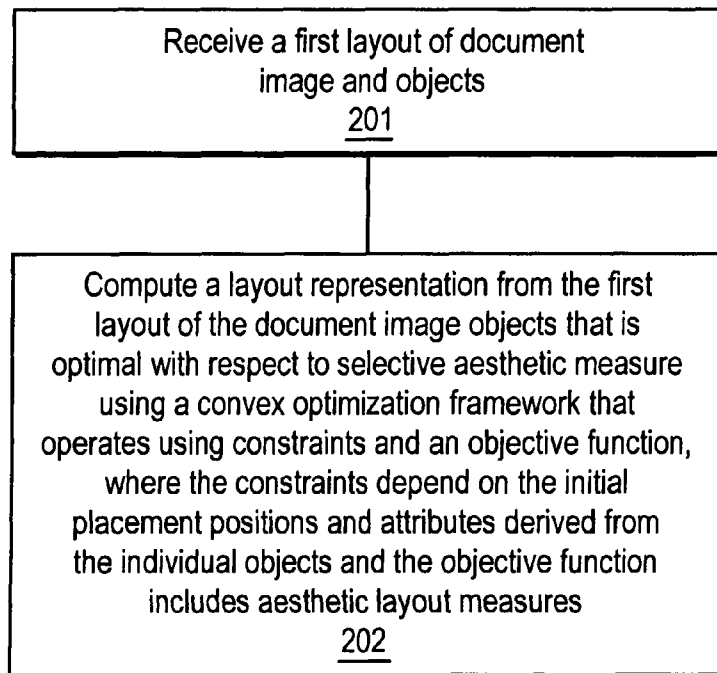 Receive a first layout of document
image and objects
201
Compute a layout representation from the first
layout of the document image objects that is
optimal with respect to selective aesthetic measure
using a convex optimization framework that
operates using constraints and an objective function,
where the constraints depend on the initial
placement positions and attributes derived from
the individual objects and the objective function
includes aesthetic layout measures
202